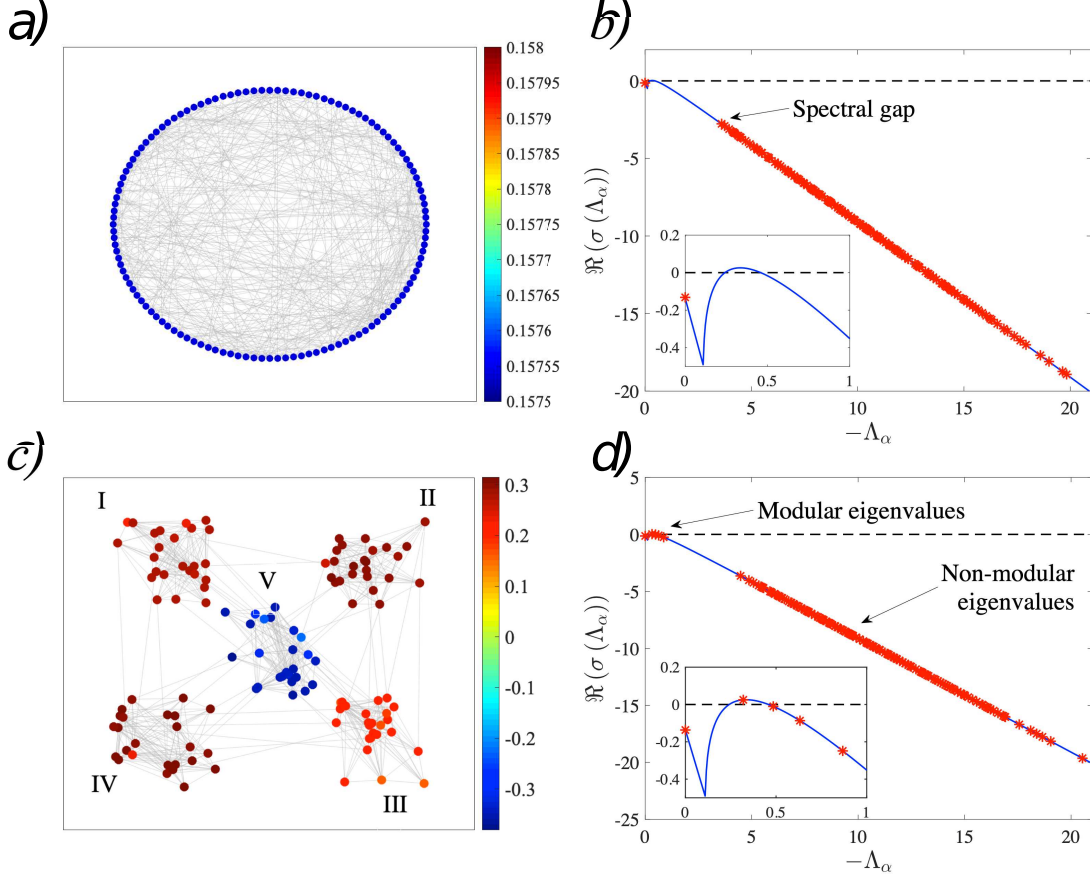 a)
0.158
0.15795
0.1579
0.15785
0.1578
0.15775
0.1577
0.15765
0.1576
0.15755
0.1575
b)
0
-5
-10
-15
-20
ℜ (σ (Λα))
Spectral gap
0.2
0
-0.2
-0.4
0 0.5 1
0 5 10 15 20
−Λα
c)
I
II
V
IV
III
0.3
0.2
0.1
0
-0.1
-0.2
-0.3
d)
5
0
-5
-10
-15
-20
-25
ℜ (σ (Λα))
Modular eigenvalues
Non-modular
eigenvalues
0.2
0
-0.2
-0.4
0 0.5 1
0 5 10 15 20
−Λα